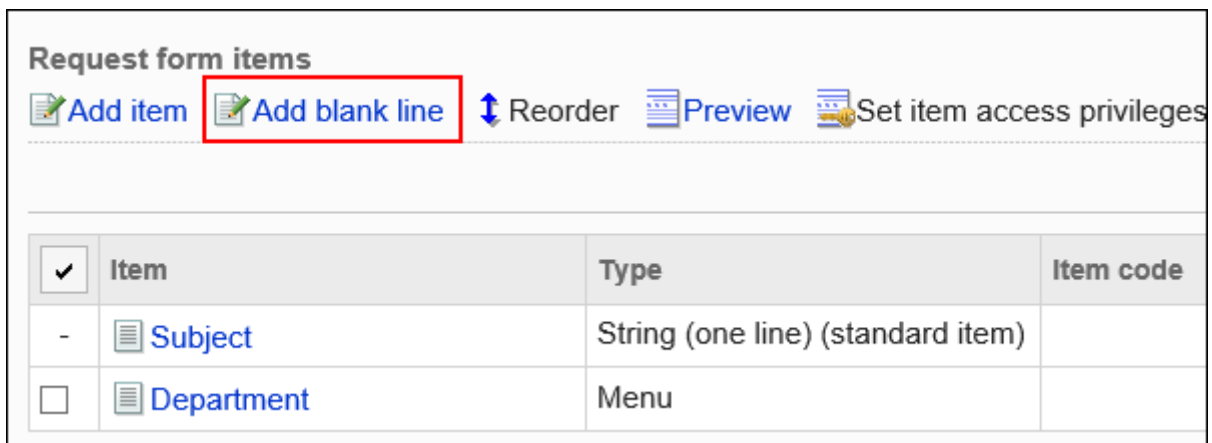 Request form items
Add item Add blank line Reorder Preview Set item access privileges
Item Type Item code
- Subject String (one line) (standard item)
Department Menu